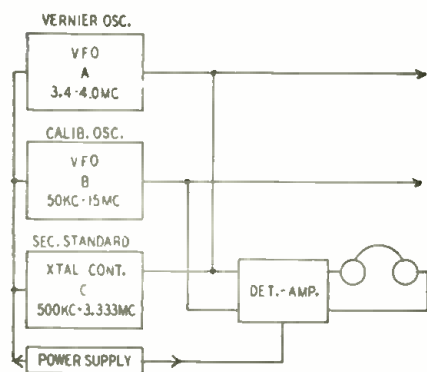 VERNIER OSC.
VFO
A
3.4-4.0MC
CALIB. OSC.
VFO
B
50KC-15MC
SEC. STANDARD
XTAL CONT.
C
500KC-3.333MC
DET.-AMP.
POWER SUPPLY